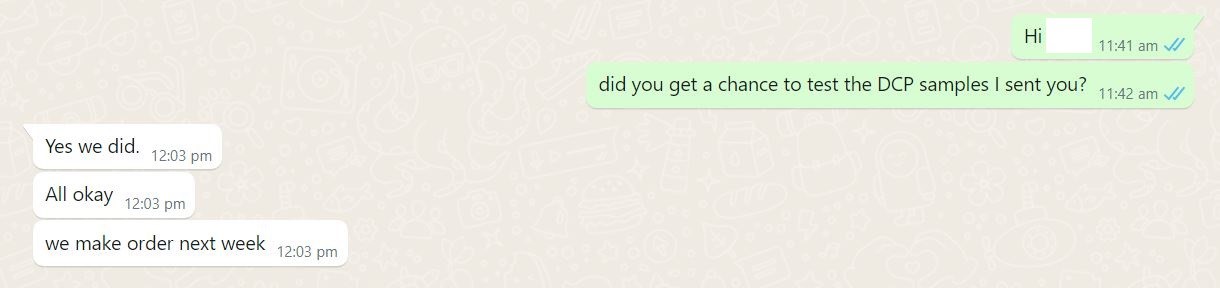 Hi
11:41 am
did you get a chance to test the DCP samples I sent you?
11:42 am
Yes we did.
12:03 pm
All okay
12:03 pm
we make order next week
12:03 pm